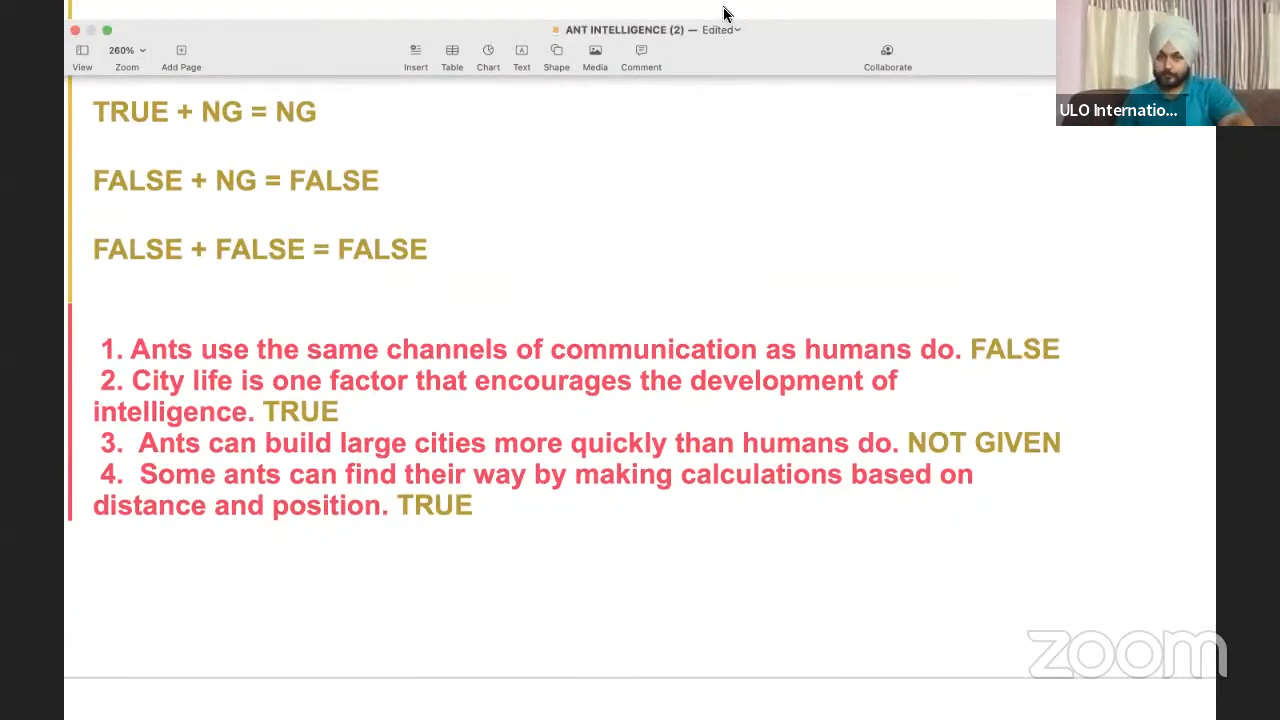 ANT INTELLIGENCE (2) — Edited
260%
View Zoom Add Page Insert Table Chart Text Shape Media Comment Collaborate
ULO Internatio...
TRUE + NG = NG
FALSE + NG = FALSE
FALSE + FALSE = FALSE
1. Ants use the same channels of communication as humans do. FALSE
2. City life is one factor that encourages the development of
intelligence. TRUE
3. Ants can build large cities more quickly than humans do. NOT GIVEN
4. Some ants can find their way by making calculations based on
distance and position. TRUE
zoom